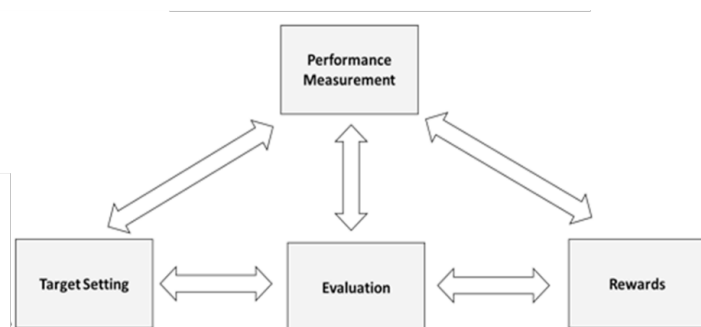 Performance
Measurement
Target Setting
Evaluation
Rewards